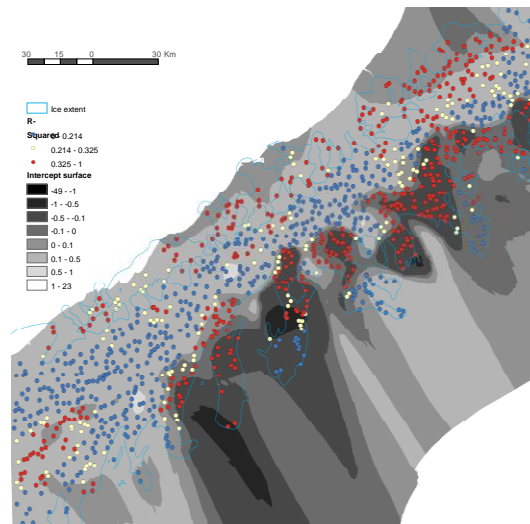 30 15 0 30 Km
Ice extent
R-
Squared
0 - 0.214
0.214 - 0.325
0.325 - 1
Intercept surface
-49 - -1
-1 - -0.5
-0.5 - -0.1
-0.1 - 0
0 - 0.1
0.1 - 0.5
0.5 - 1
1 - 23